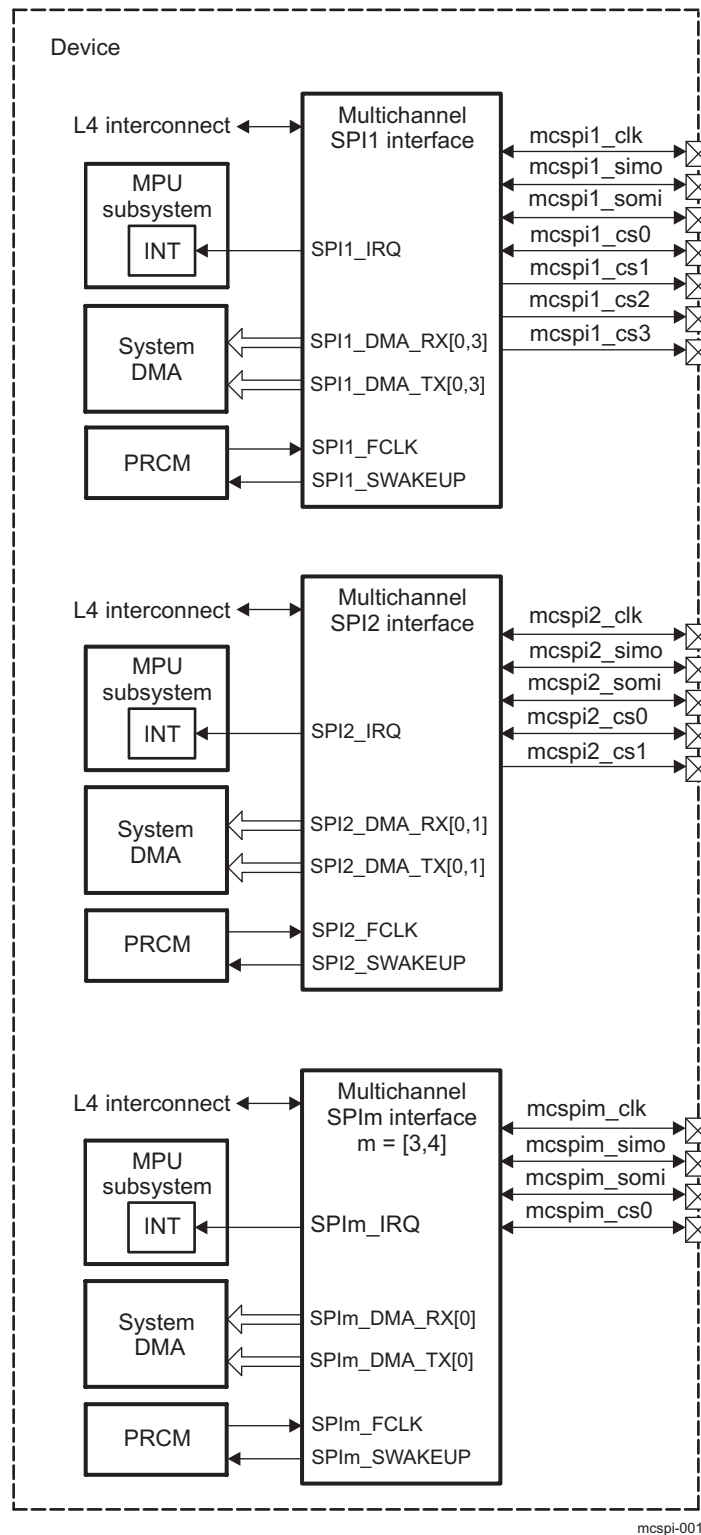 Device
L4 interconnect
Multichannel
SPI1 interface
MPU
subsystem
INT
SPI1_IRQ
System
DMA
SPI1_DMA_RX[0,3]
SPI1_DMA_TX[0,3]
PRCM
SPI1_FCLK
SPI1_SWAKEUP
mcspi1_clk
mcspi1_simo
mcspi1_somi
mcspi1_cs0
mcspi1_cs1
mcspi1_cs2
mcspi1_cs3
L4 interconnect
Multichannel
SPI2 interface
MPU
subsystem
INT
SPI2_IRQ
System
DMA
SPI2_DMA_RX[0,1]
SPI2_DMA_TX[0,1]
PRCM
SPI2_FCLK
SPI2_SWAKEUP
mcspi2_clk
mcspi2_simo
mcspi2_somi
mcspi2_cs0
mcspi2_cs1
L4 interconnect
Multichannel
SPIm interface
m = [3,4]
MPU
subsystem
INT
SPIm_IRQ
System
DMA
SPIm_DMA_RX[0]
SPIm_DMA_TX[0]
PRCM
SPIm_FCLK
SPIm_SWAKEUP
mcspim_clk
mcspim_simo
mcspim_somi
mcspim_cs0
mcspi-001